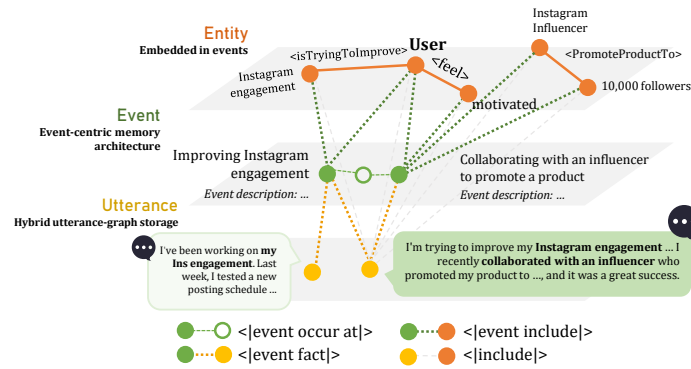 Entity
Embedded in events
<isTryingToImprove>
User
<feel>
Instagram
engagement
motivated
Instagram
Influencer
<PromoteProductTo>
10,000 followers
Event
Event-centric memory
architecture
Improving Instagram
engagement
Event description: ...
Collaborating with an influencer
to promote a product
Event description: ...
Utterance
Hybrid utterance-graph storage
I've been working on my
Ins engagement. Last
week, I tested a new
posting schedule ...
I'm trying to improve my Instagram engagement ... I
recently collaborated with an influencer who
promoted my product to ..., and it was a great success.
<|event occur at|>
<|event include|>
<|event fact|>
<|include|>